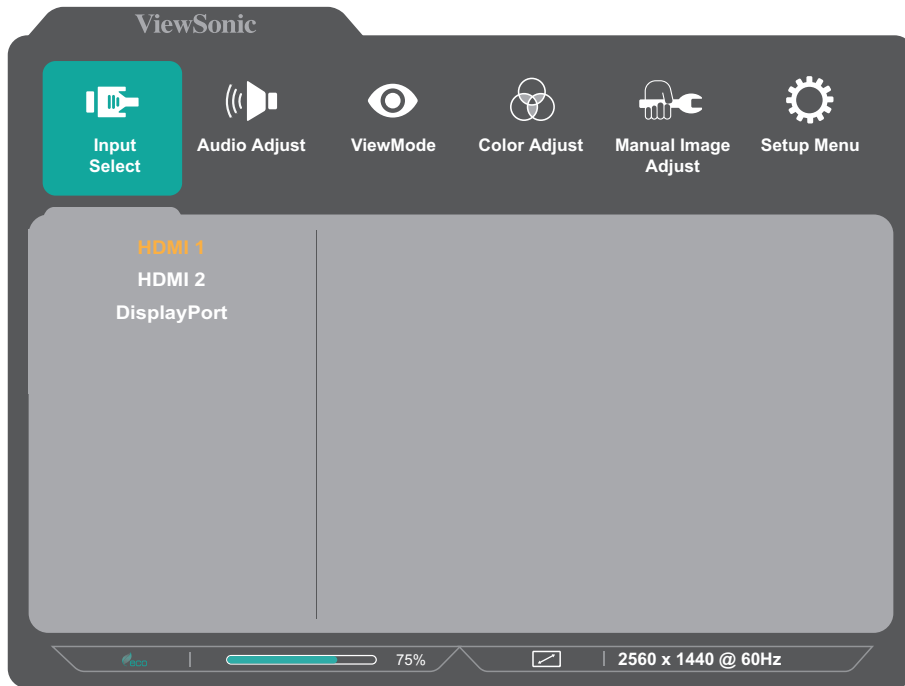 ViewSonic
Input
Select
Audio Adjust
ViewMode
Color Adjust
Manual Image
Adjust
Setup Menu
HDMI 1
HDMI 2
DisplayPort
eco
75%
2560 x 1440 @ 60Hz